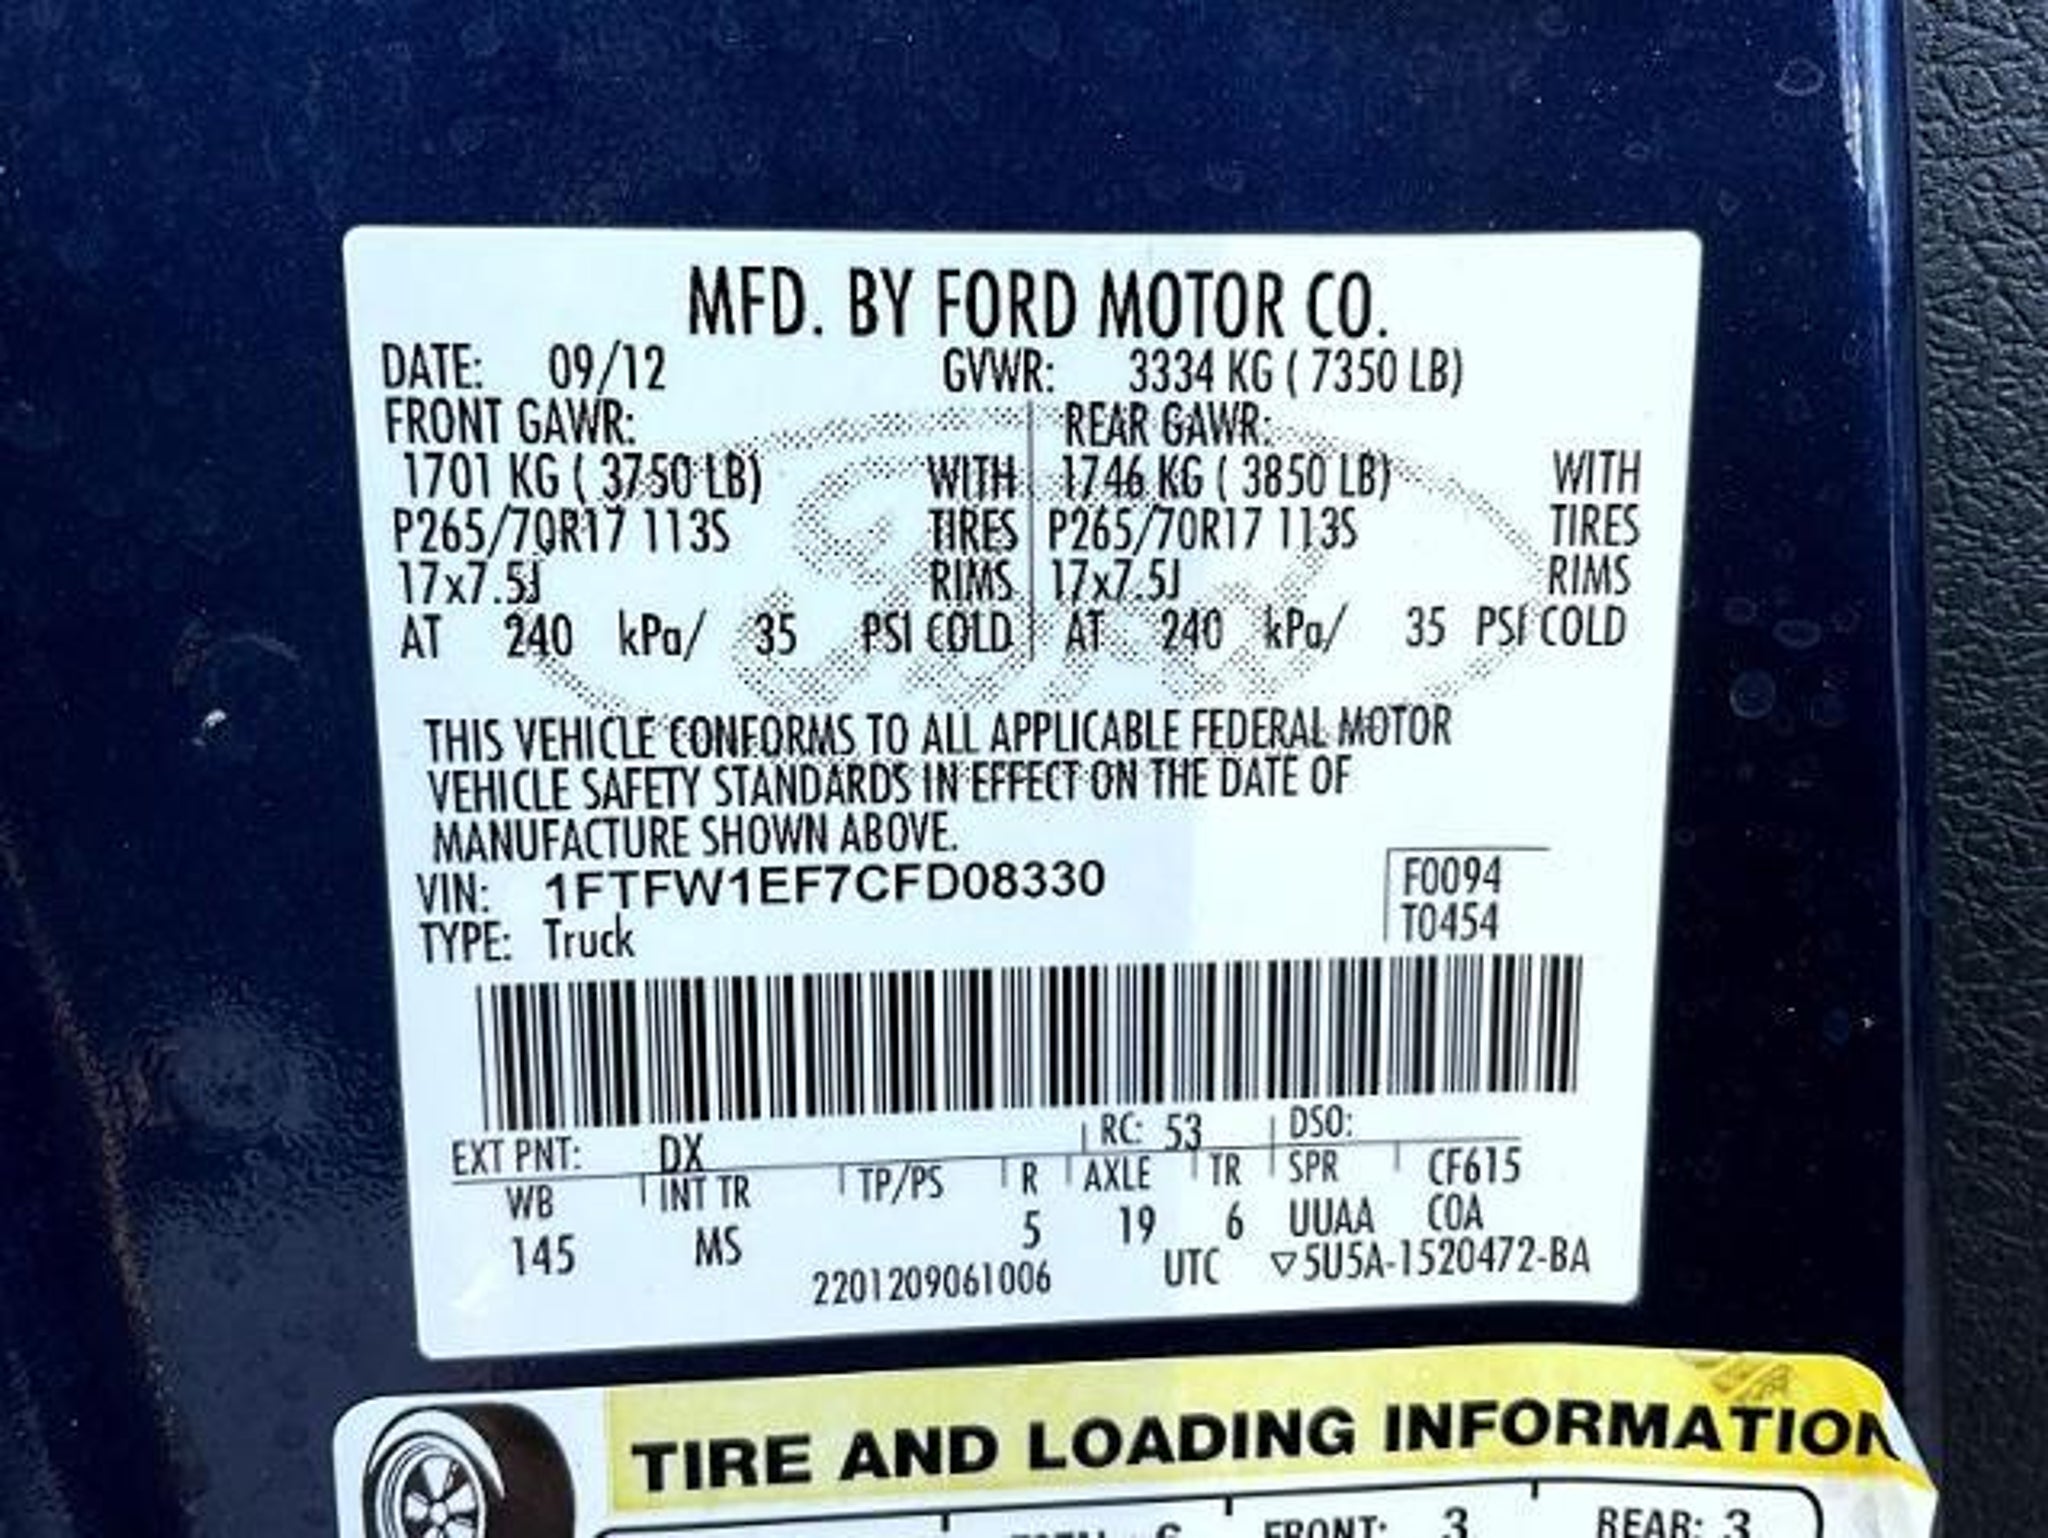 MFD. BY FORD MOTOR CO.
DATE: 09/12 GVWR: 3334 KG ( 7350 LB)
FRONT GAWR: REAR GAWR:
1701 KG ( 3750 LB) WITH 1746 KG ( 3850 LB) WITH
P265/70R17 113S TIRES P265/70R17 113S TIRES
17x7.5J RIMS 17x7.5J RIMS
AT 240 kPa/ 35 PSI COLD AT 240 kPa/ 35 PSI COLD
THIS VEHICLE CONFORMS TO ALL APPLICABLE FEDERAL MOTOR
VEHICLE SAFETY STANDARDS IN EFFECT ON THE DATE OF
MANUFACTURE SHOWN ABOVE.
VIN: 1FTFW1EF7CFD08330 F0094
TYPE: Truck T0454
EXT PNT: DX RC: 53 DSO:
WB INT TR TP/PS R AXLE TR SPR CF615
145 MS 5 19 6 UUAA COA
2201209061006 UTC ▽5U5A-1520472-BA
TIRE AND LOADING INFORMATION
FRONT: 3 REAR: 3